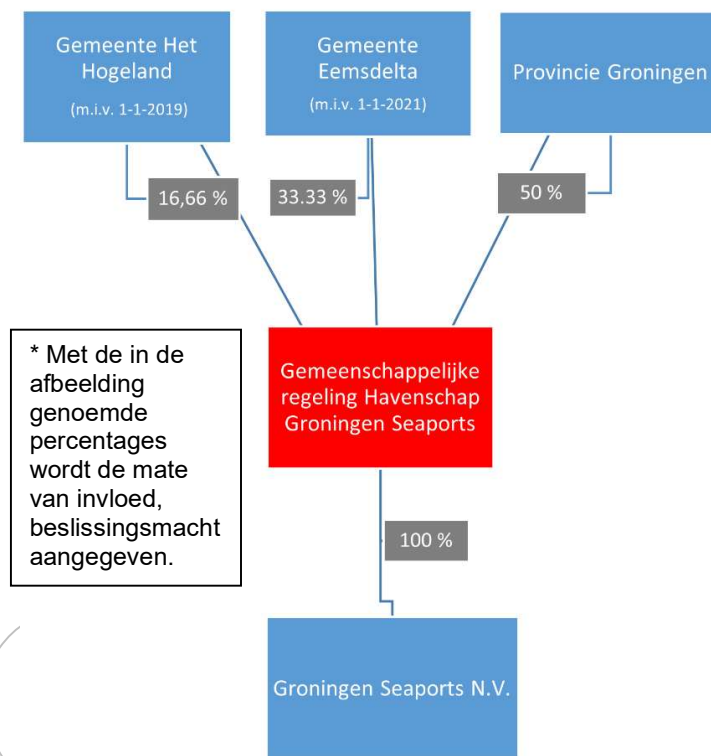 Gemeente Het
Hogeland
(m.i.v. 1-1-2019)
Gemeente
Eemsdelta
(m.i.v. 1-1-2021)
Provincie Groningen
16,66 %
33.33 %
50 %
* Met de in de
afbeelding
genoemde
percentages
wordt de mate
van invloed,
beslissingsmacht
aangegeven.
Gemeenschappelijke
regeling Havenschap
Groningen Seaports
100 %
Groningen Seaports N.V.